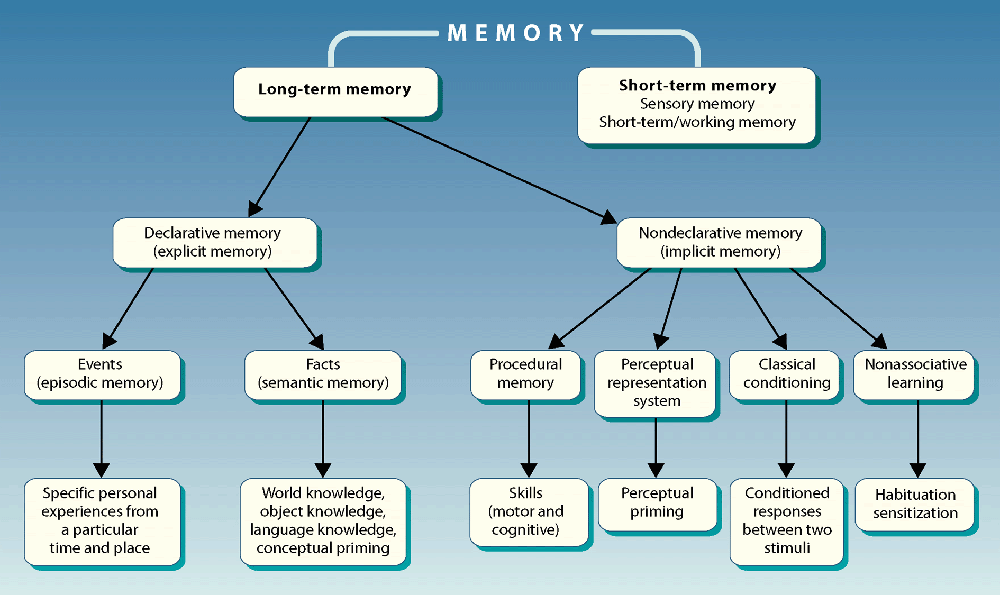 MEMORY
Long-term memory
Short-term memory
Sensory memory
Short-term/working memory
Declarative memory
(explicit memory)
Nondeclarative memory
(implicit memory)
Events
(episodic memory)
Facts
(semantic memory)
Procedural
memory
Perceptual
representation
system
Classical
conditioning
Nonassociative
learning
Specific personal
experiences from
a particular
time and place
World knowledge,
object knowledge,
language knowledge,
conceptual priming
Skills
(motor and
cognitive)
Perceptual
priming
Conditioned
responses
between two
stimuli
Habituation
sensitization